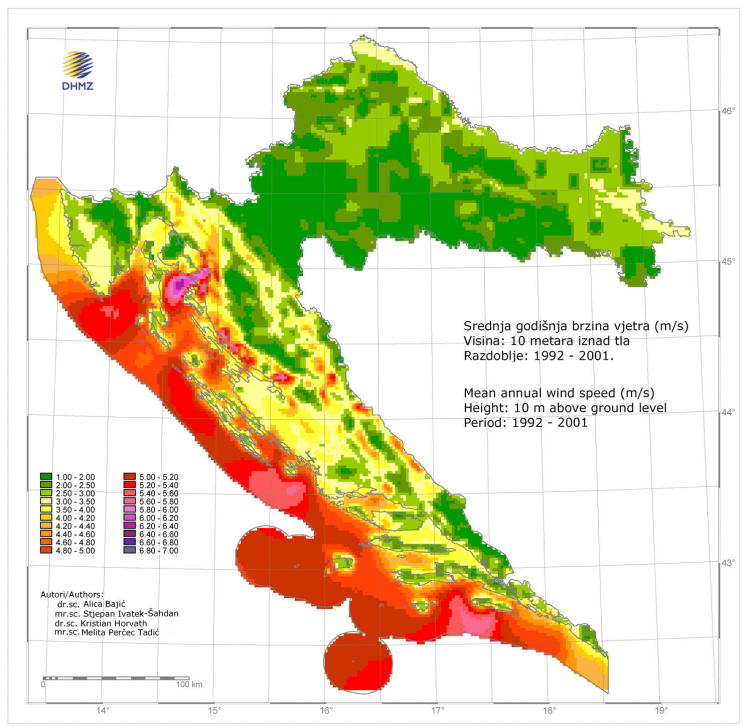 DHMZ
46°
45°
Srednja godišnja brzina vjetra (m/s)
Visina: 10 metara iznad tla
Razdoblje: 1992 - 2001.
Mean annual wind speed (m/s)
Height: 10 m above ground level
Period: 1992 - 2001
44°
1.00 - 2.00 5.00 - 5.20
2.00 - 2.50 5.20 - 5.40
2.50 - 3.00 5.40 - 5.60
3.00 - 3.50 5.60 - 5.80
3.50 - 4.00 5.80 - 6.00
4.00 - 4.20 6.00 - 6.20
4.20 - 4.40 6.20 - 6.40
4.40 - 4.60 6.40 - 6.60
4.60 - 4.80 6.60 - 6.80
4.80 - 5.00 6.80 - 7.00
43°
Autori/Authors:
dr.sc. Alica Bajić
mr.sc. Stjepan Ivatek-Šahdan
dr.sc. Kristian Horvath
mr.sc. Melita Perčec Tadić
0 100 km
14° 15° 16° 17° 18° 19°